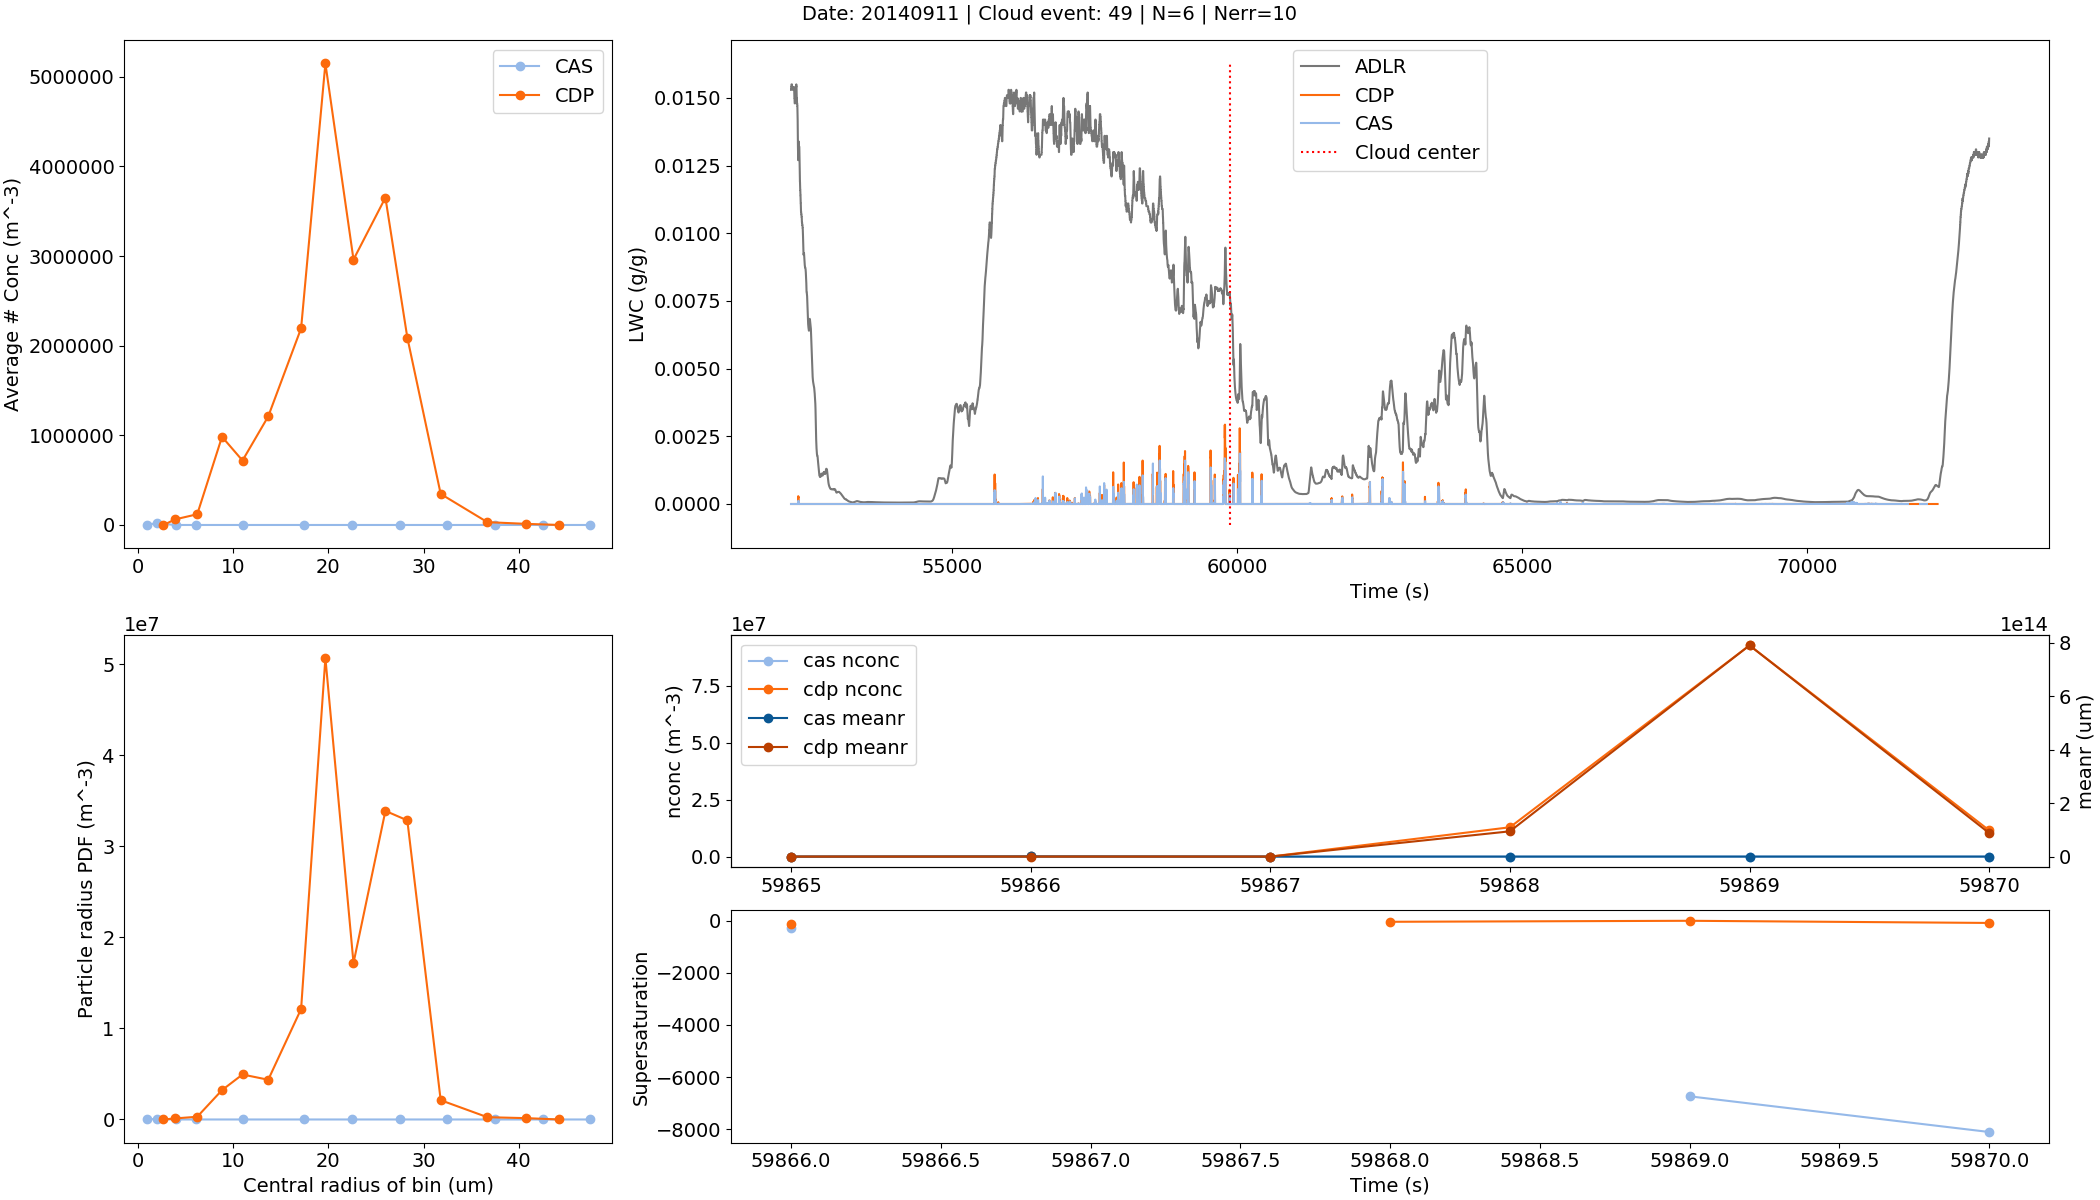 Date: 20140911 | Cloud event: 49 | N=6 | Nerr=10
Average # Conc (m^-3)
5000000
4000000
3000000
2000000
1000000
0
0 10 20 30 40
CAS
CDP
LWC (g/g)
0.0150
0.0125
0.0100
0.0075
0.0050
0.0025
0.0000
55000 60000 65000 70000
Time (s)
ADLR
CDP
CAS
Cloud center
1e7
Particle radius PDF (m^-3)
5
4
3
2
1
0
0 10 20 30 40
Central radius of bin (um)
1e7
1e14
nconc (m^-3)
7.5
5.0
2.5
0.0
cas nconc
cdp nconc
cas meanr
cdp meanr
8
6
4
2
0
meanr (um)
59865 59866 59867 59868 59869 59870
Supersaturation
0
−2000
−4000
−6000
−8000
59866.0 59866.5 59867.0 59867.5 59868.0 59868.5 59869.0 59869.5 59870.0
Time (s)